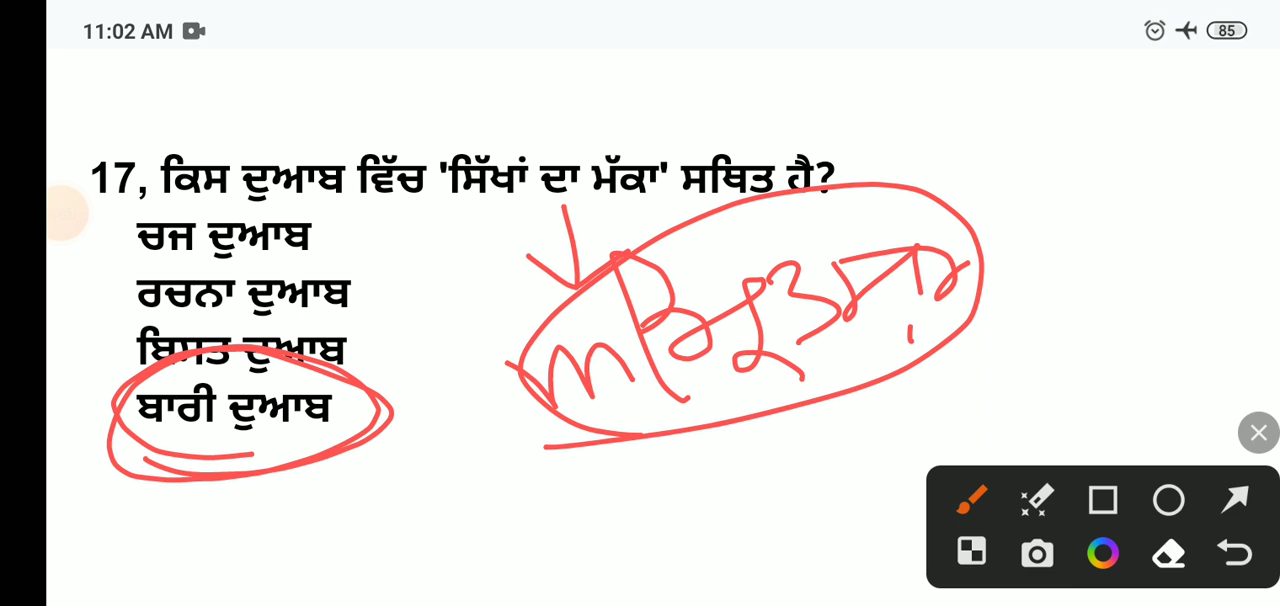 11:02 AM
85
17, ਕਿਸ ਦੁਆਬ ਵਿੱਚ 'ਸਿੱਖਾਂ ਦਾ ਮੱਕਾ' ਸਥਿਤ ਹੈ?
ਚਜ ਦੁਆਬ
ਰਚਨਾ ਦੁਆਬ
ਬਿਸਤ ਦੁਆਬ
ਬਾਰੀ ਦੁਆਬ